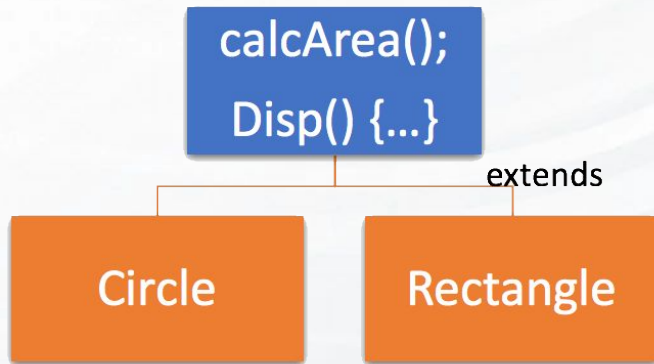 calcArea();
Disp() {...}
extends
Circle
Rectangle